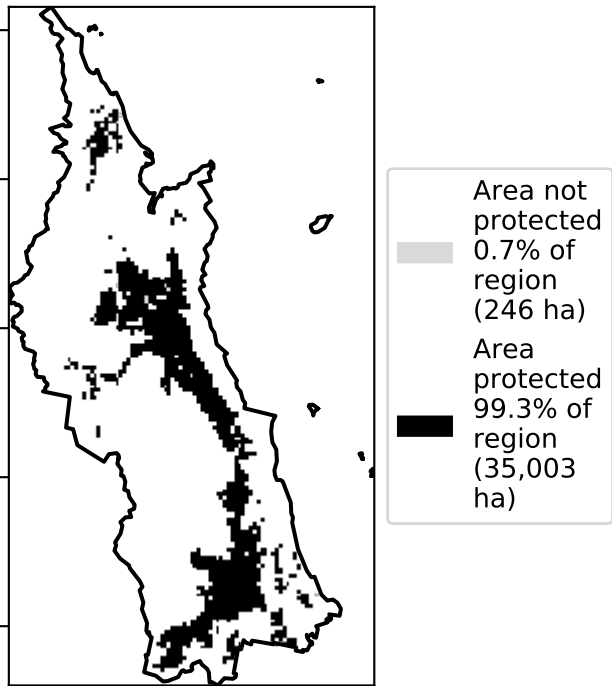 Area not
protected
0.7% of
region
(246 ha)
Area
protected
99.3% of
region
(35,003
ha)